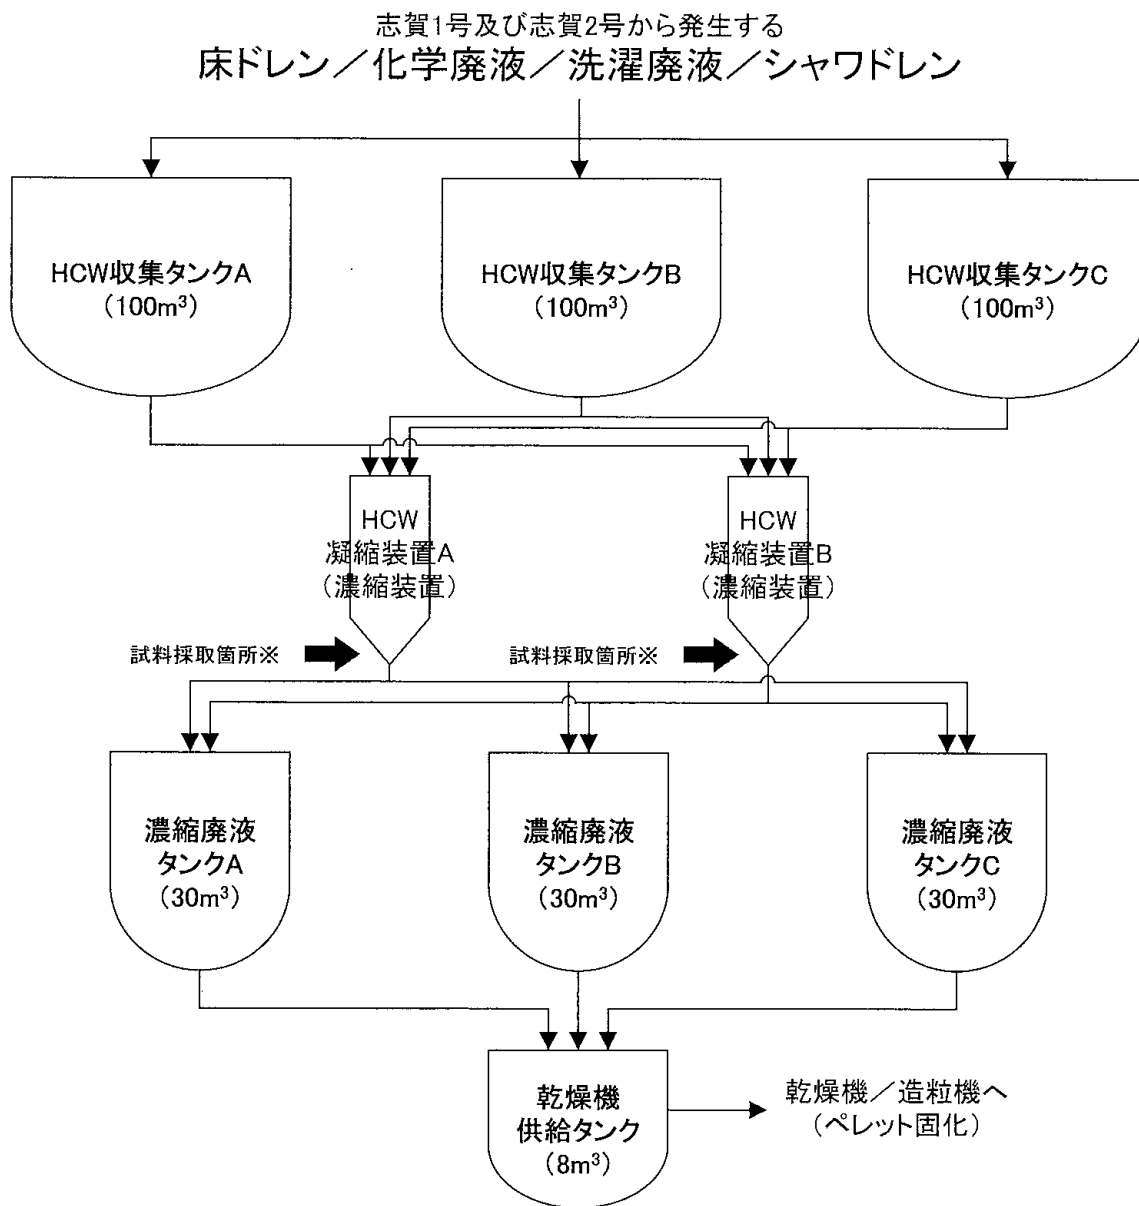 志賀1号及び志賀2号から発生する
床ドレン／化学廃液／洗濯廃液／シャワドレン
HCW収集タンクA
（100m³）
HCW収集タンクB
（100m³）
HCW収集タンクC
（100m³）
HCW
凝縮装置A
（濃縮装置）
HCW
凝縮装置B
（濃縮装置）
試料採取箇所※
試料採取箇所※
濃縮廃液
タンクA
（30m³）
濃縮廃液
タンクB
（30m³）
濃縮廃液
タンクC
（30m³）
乾燥機
供給タンク
（8m³）
乾燥機／造粒機へ
（ペレット固化）